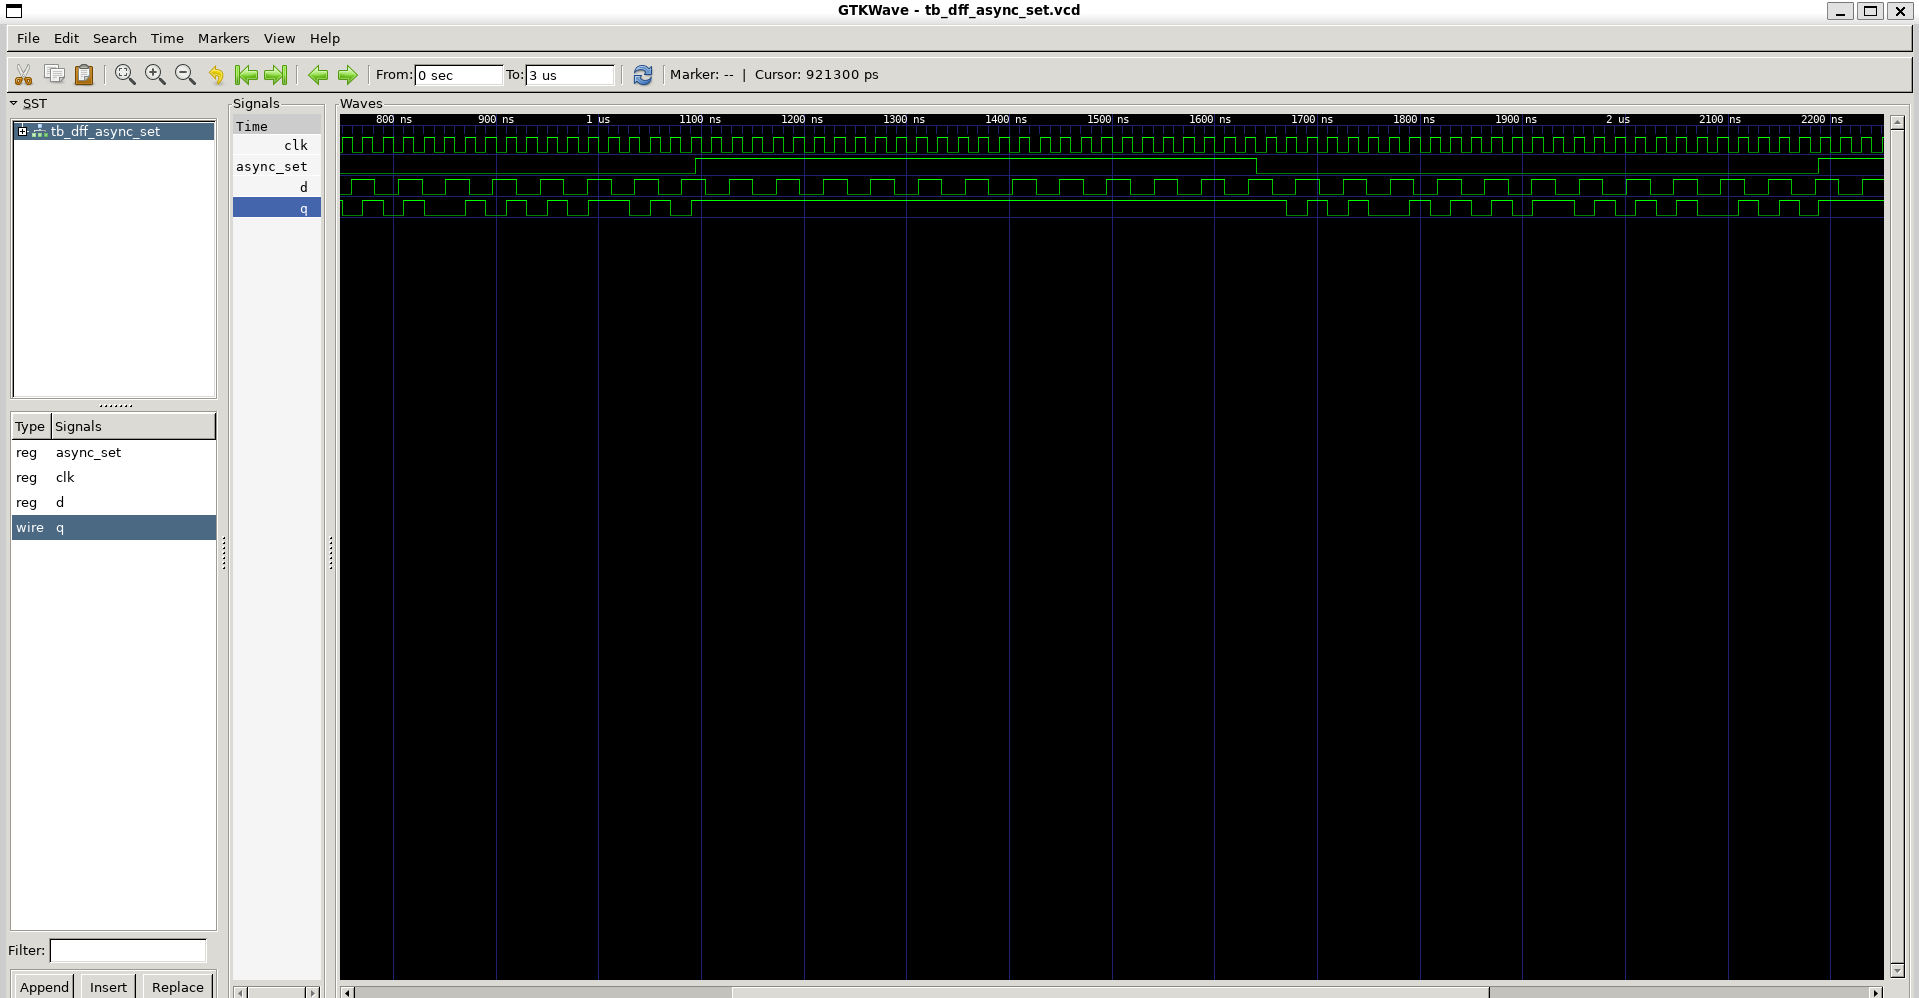 GTKWave - tb_dff_async_set.vcd
File Edit Search Time Markers View Help
From: 0 sec To: 3 us Marker: -- | Cursor: 921300 ps
SST
tb_dff_async_set
Type Signals
reg async_set
reg clk
reg d
wire q
Filter:
Append Insert Replace
Signals
Time
clk
async_set
d
q
Waves
800 ns 900 ns 1 us 1100 ns 1200 ns 1300 ns 1400 ns 1500 ns 1600 ns 1700 ns 1800 ns 1900 ns 2 us 2100 ns 2200 ns